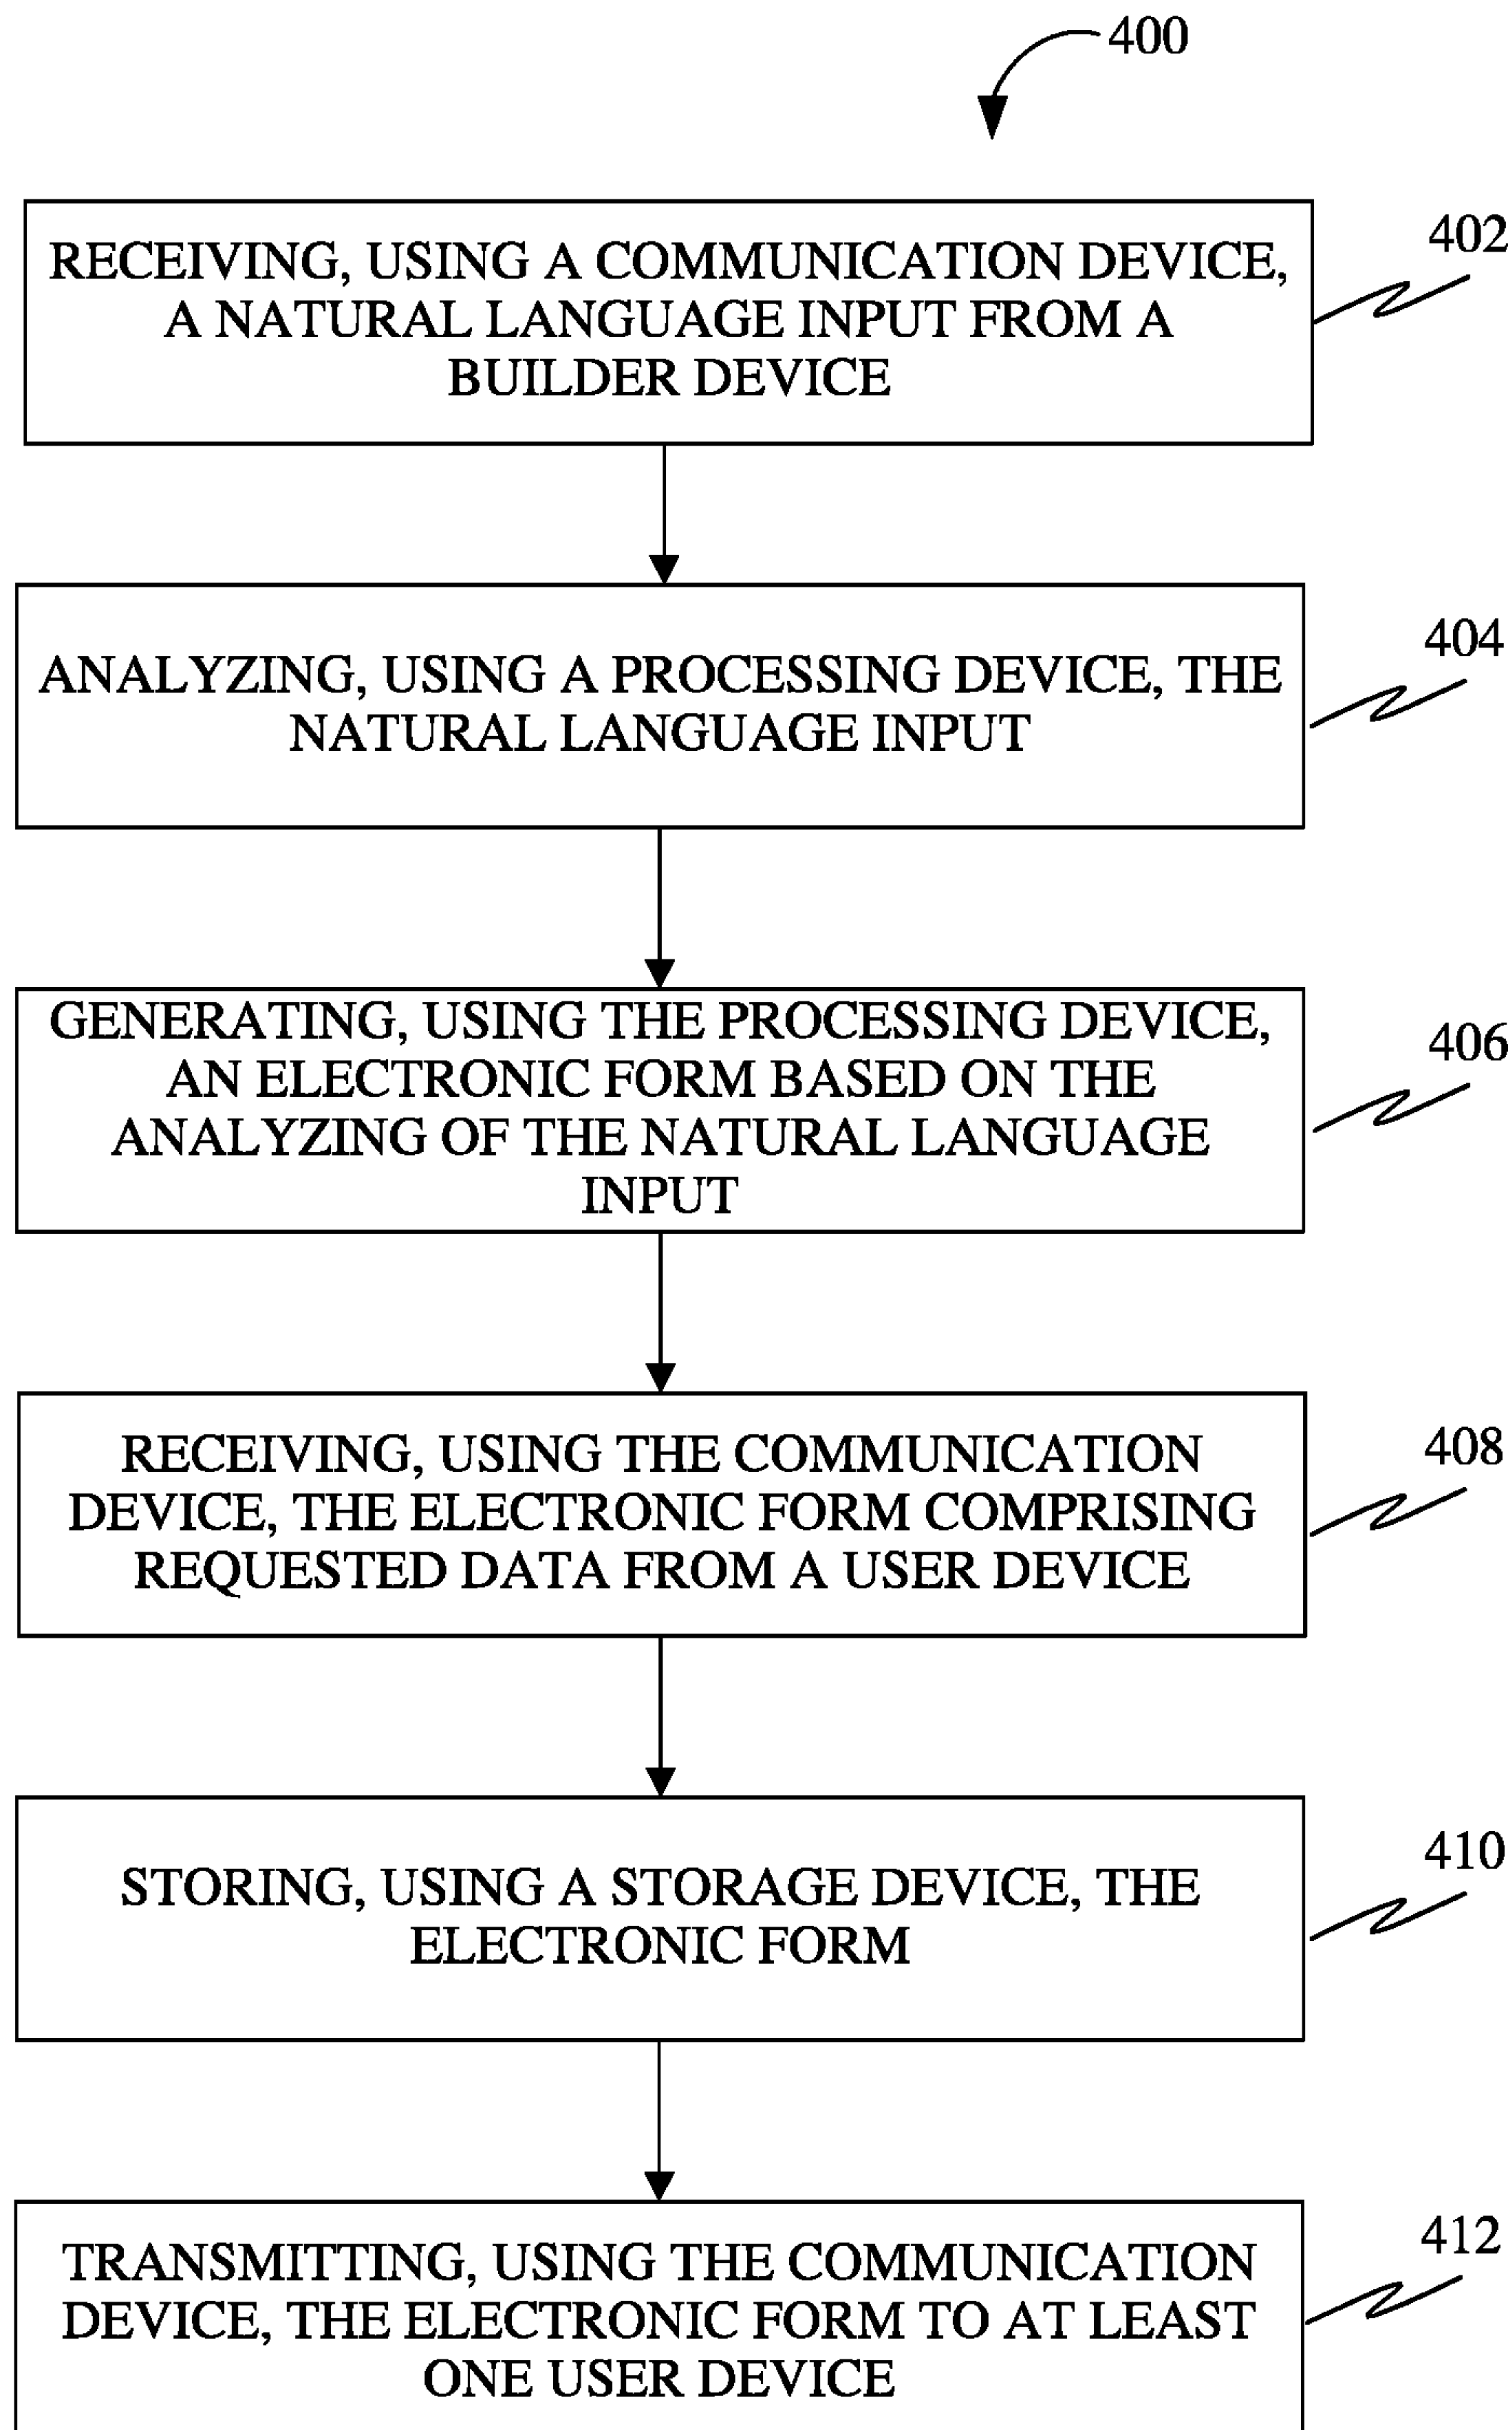 400
RECEIVING, USING A COMMUNICATION DEVICE,
A NATURAL LANGUAGE INPUT FROM A
BUILDER DEVICE
402
ANALYZING, USING A PROCESSING DEVICE, THE
NATURAL LANGUAGE INPUT
404
GENERATING, USING THE PROCESSING DEVICE,
AN ELECTRONIC FORM BASED ON THE
ANALYZING OF THE NATURAL LANGUAGE
INPUT
406
RECEIVING, USING THE COMMUNICATION
DEVICE, THE ELECTRONIC FORM COMPRISING
REQUESTED DATA FROM A USER DEVICE
408
STORING, USING A STORAGE DEVICE, THE
ELECTRONIC FORM
410
TRANSMITTING, USING THE COMMUNICATION
DEVICE, THE ELECTRONIC FORM TO AT LEAST
ONE USER DEVICE
412